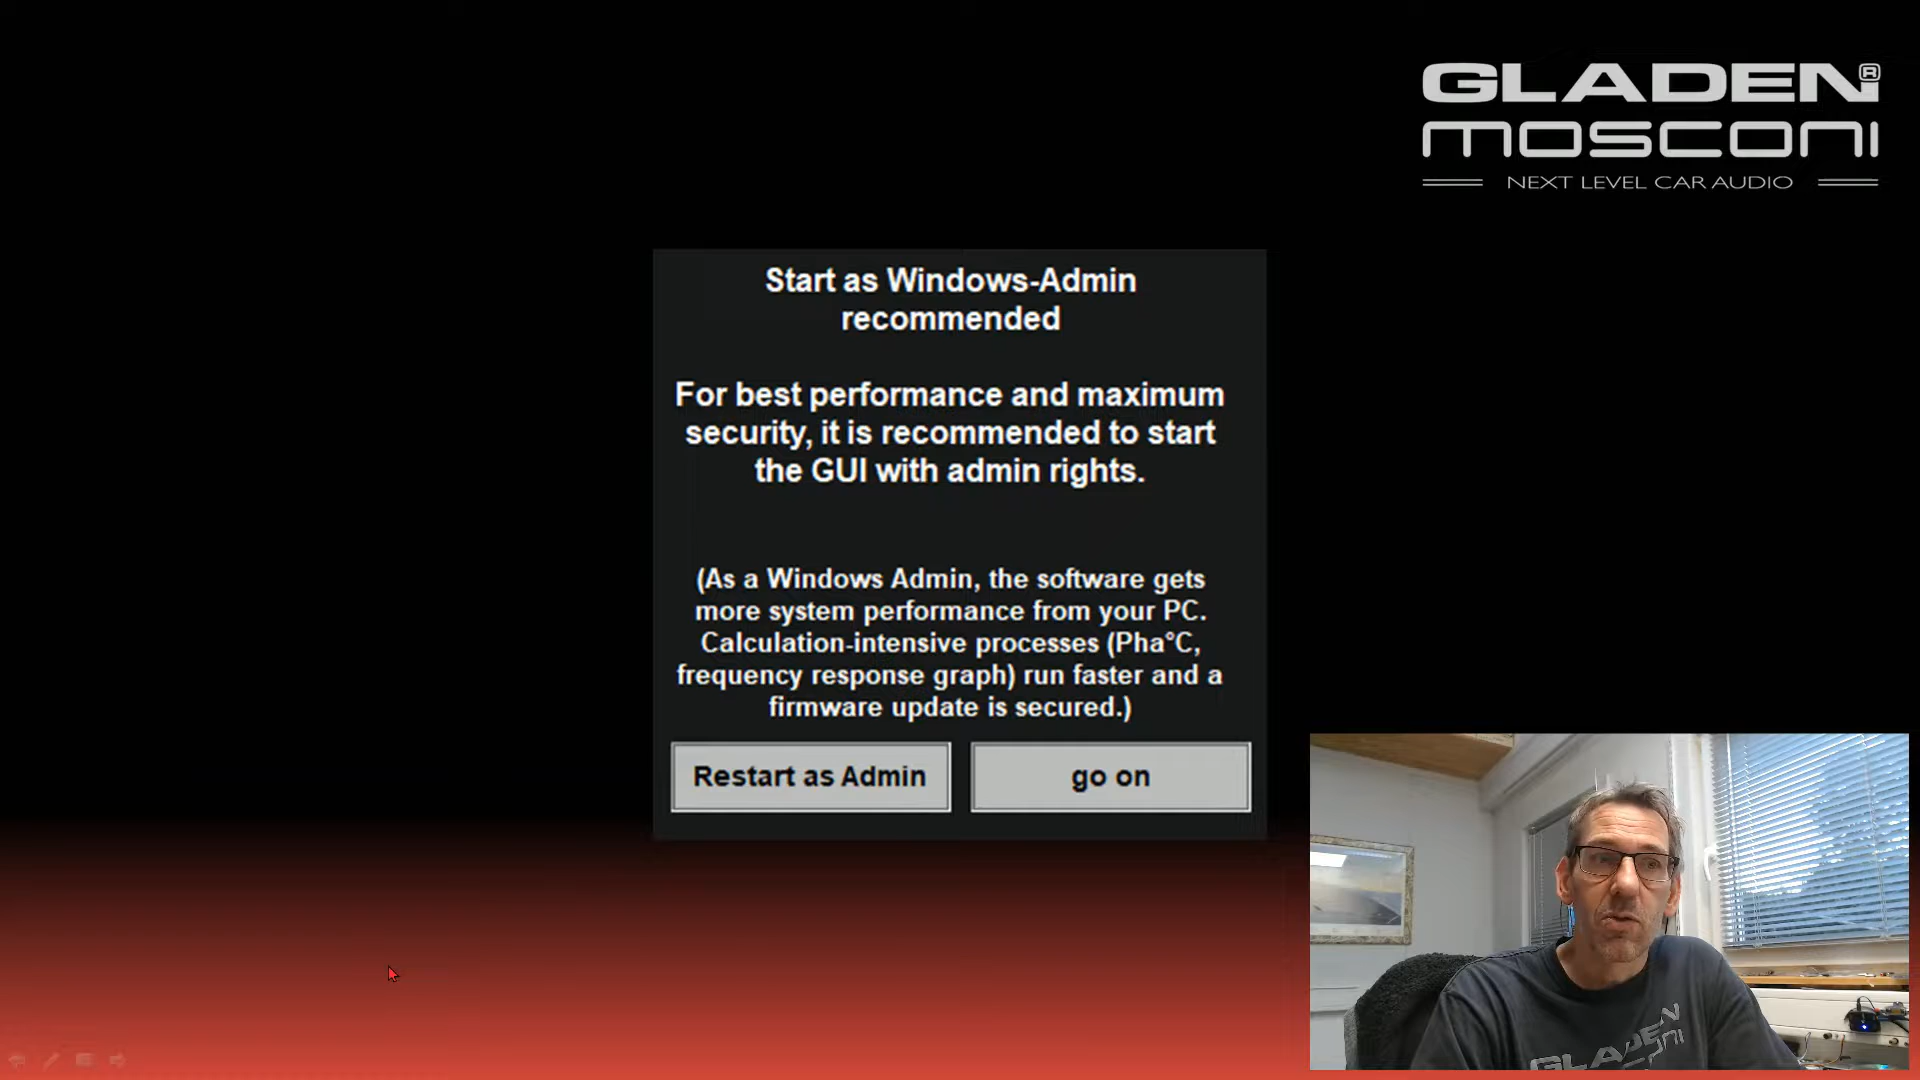 GLADEN®
MOSCONI
NEXT LEVEL CAR AUDIO
Start as Windows-Admin
recommended
For best performance and maximum
security, it is recommended to start
the GUI with admin rights.
(As a Windows Admin, the software gets
more system performance from your PC.
Calculation-intensive processes (Pha°C,
frequency response graph) run faster and a
firmware update is secured.)
Restart as Admin
go on
GLADEN
MOSCONI